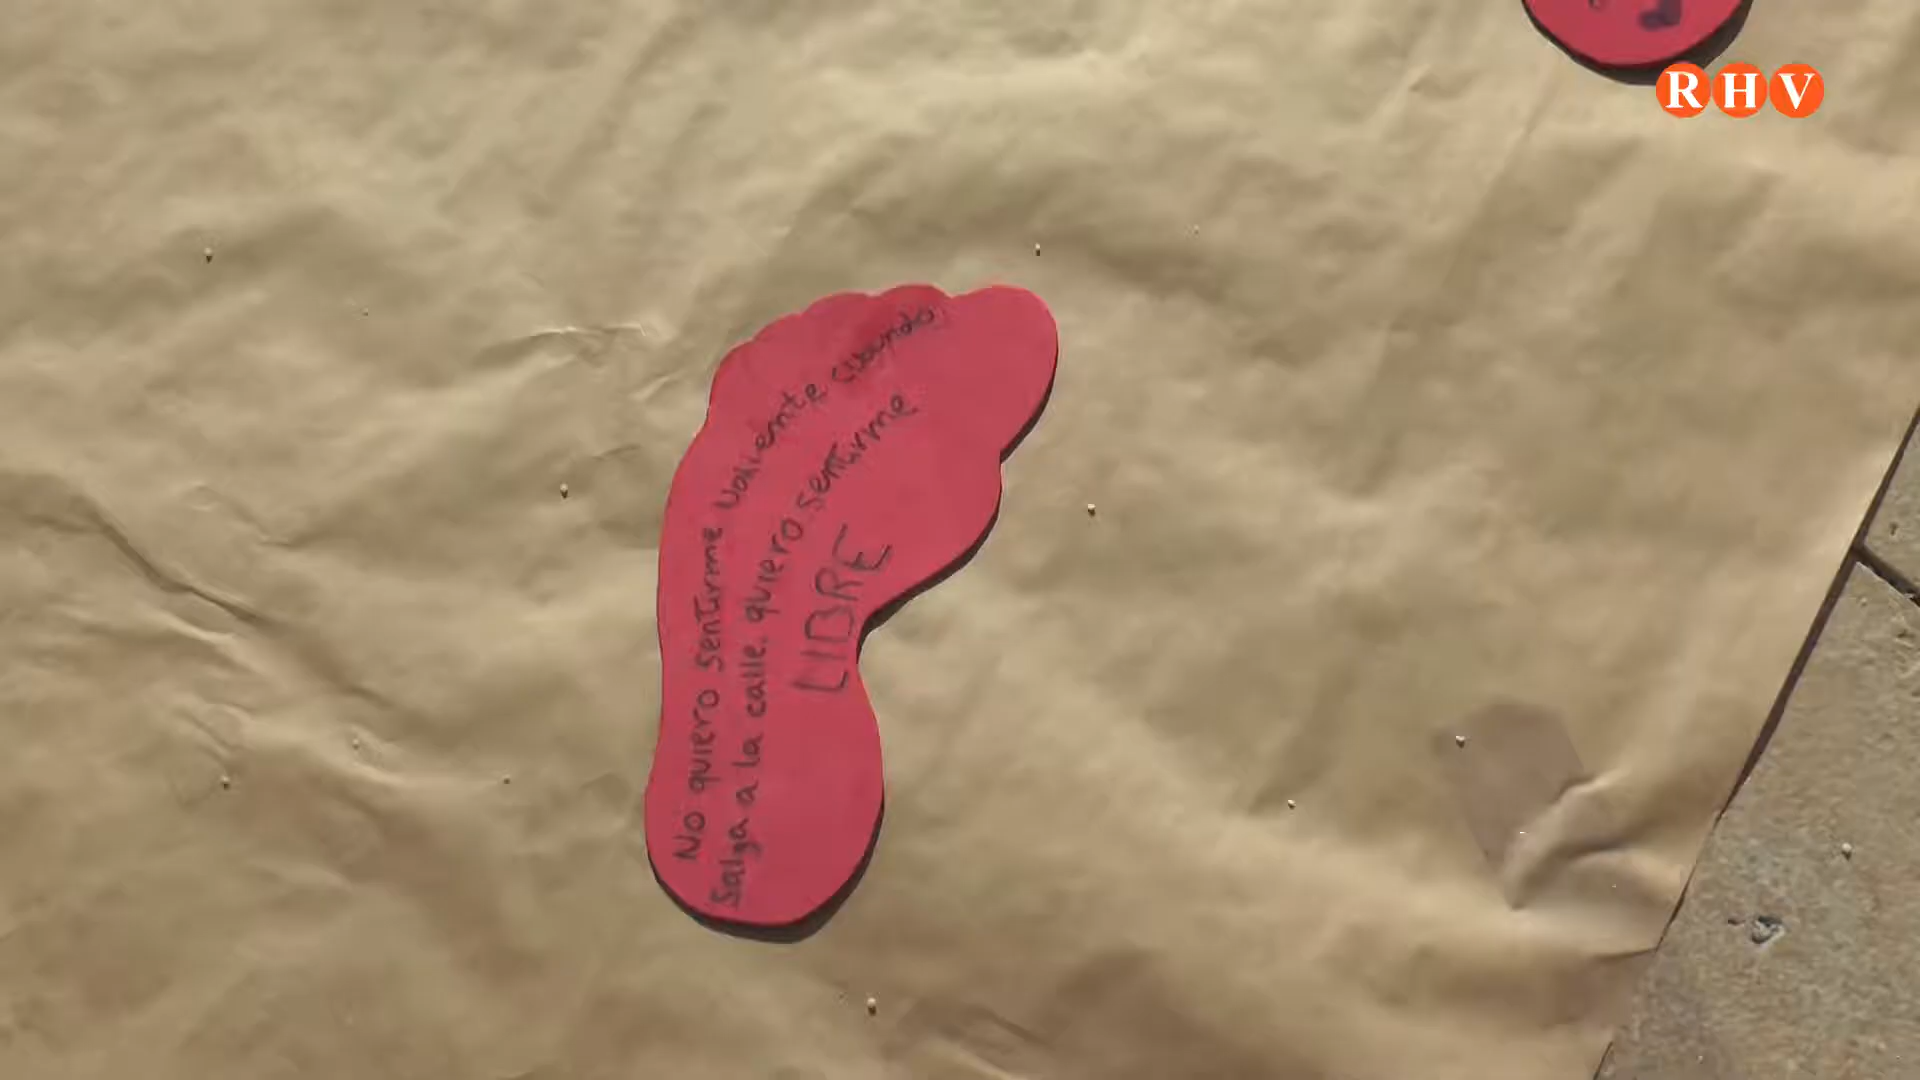 RHV
No quiero sentirme valiente cuando
salga a la calle. quiero sentirme
LIBRE